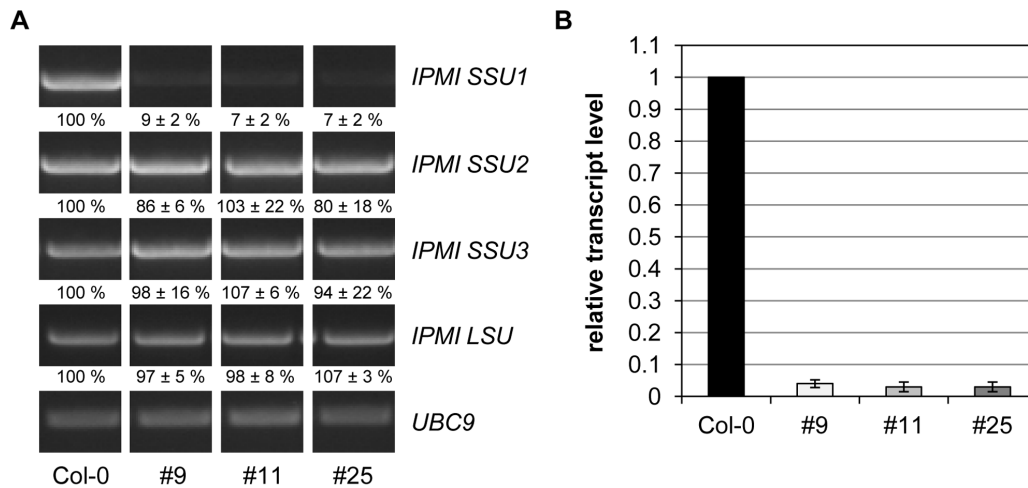 A
IPMI SSU1
100 % 9 ± 2 % 7 ± 2 % 7 ± 2 %
IPMI SSU2
100 % 86 ± 6 % 103 ± 22 % 80 ± 18 %
IPMI SSU3
100 % 98 ± 16 % 107 ± 6 % 94 ± 22 %
IPMI LSU
100 % 97 ± 5 % 98 ± 8 % 107 ± 3 %
UBC9
Col-0 #9 #11 #25
B
relative transcript level
1.1
1
0.9
0.8
0.7
0.6
0.5
0.4
0.3
0.2
0.1
0
Col-0 #9 #11 #25